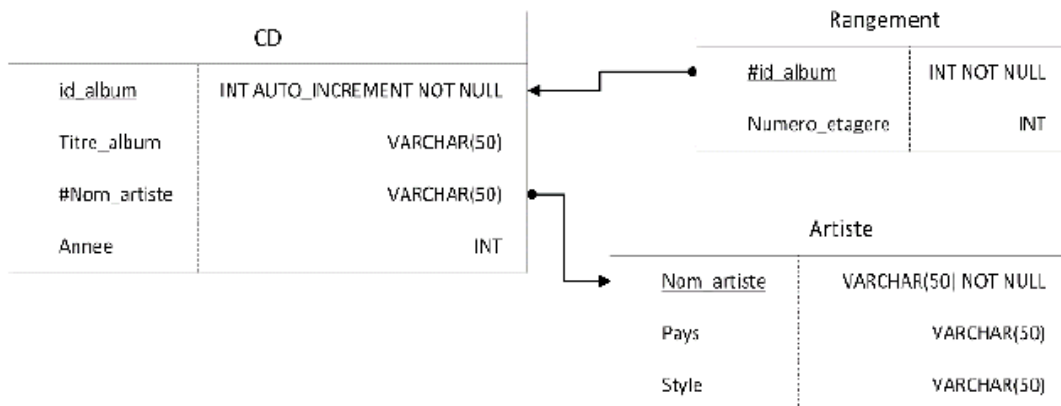 CD
id_album INT AUTO_INCREMENT NOT NULL
Titre_album VARCHAR(50)
#Nom_artiste VARCHAR(50)
Annee INT
Rangement
#id_album INT NOT NULL
Numero_etagere INT
Artiste
Nom_artiste VARCHAR(50) NOT NULL
Pays VARCHAR(50)
Style VARCHAR(50)